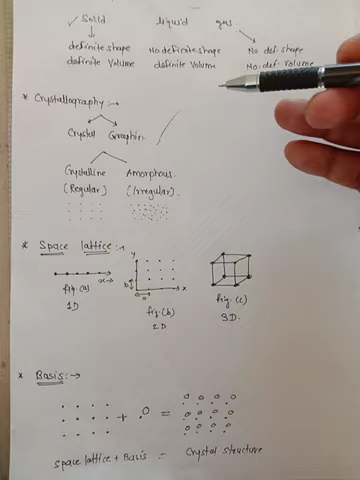 ✓ Solid liquid gas
definite shape No definite shape No def. shape
definite Volume definite Volume No. def volume
* Crystallography :→
Crystal Graphin
Crystalline Amorphous
(Regular) (Irregular).
* Space lattice :→
y
b
a
x
x→
fig.(a) fig.(b) fig.(c)
1D 2D 3D.
* Basis :→
+ =
Space lattice + Basis = Crystal structure